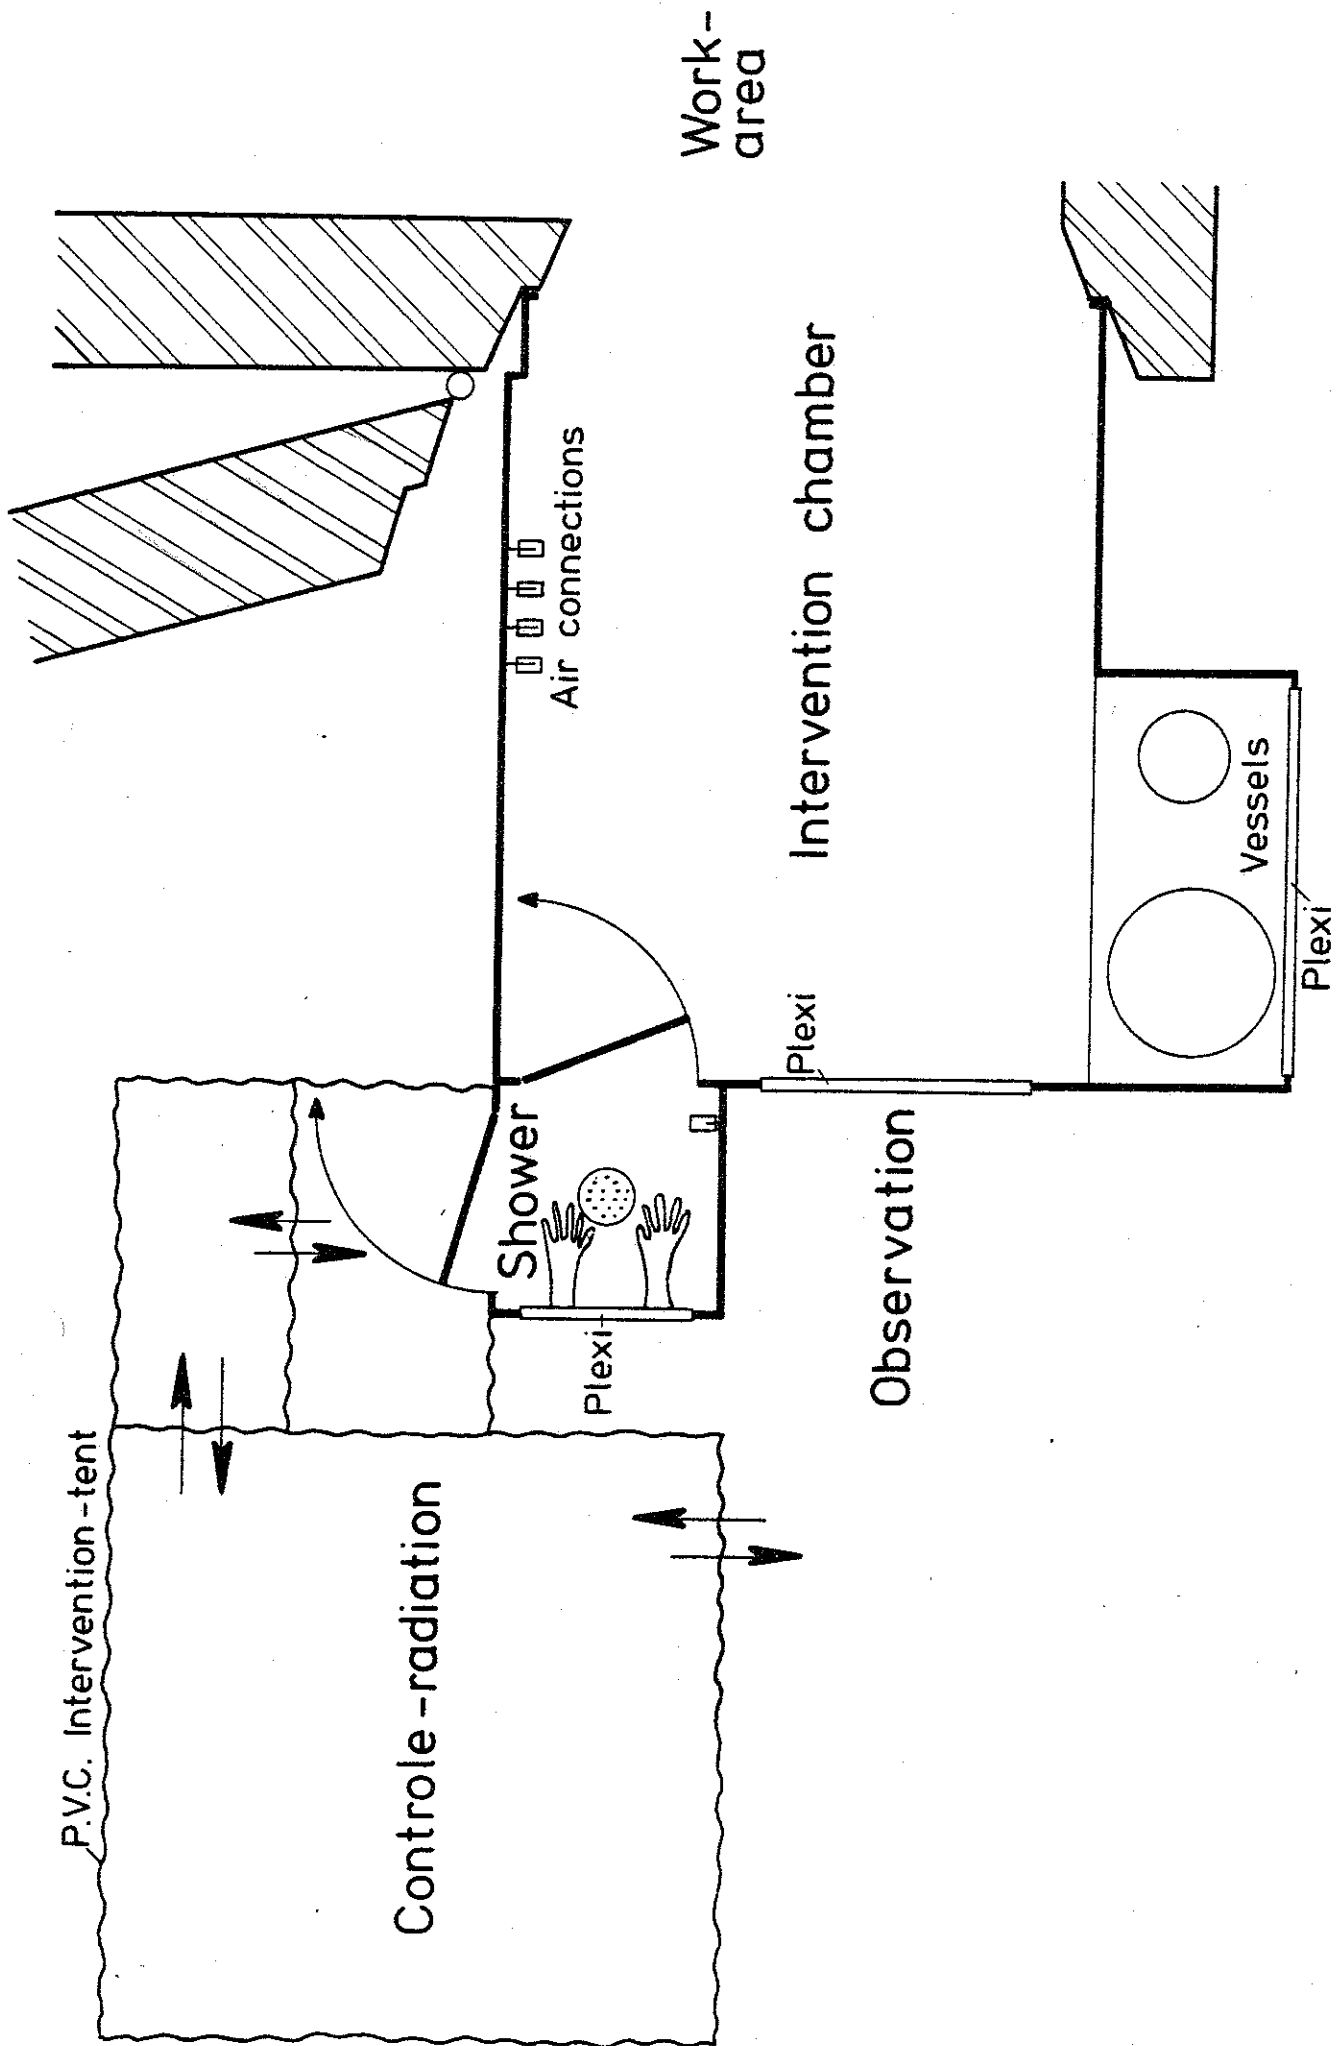 P.V.C. Intervention-tent
Controle-radiation
Shower
Plexi
Observation
Plexi
Air connections
Intervention chamber
Work-
area
Vessels
Plexi